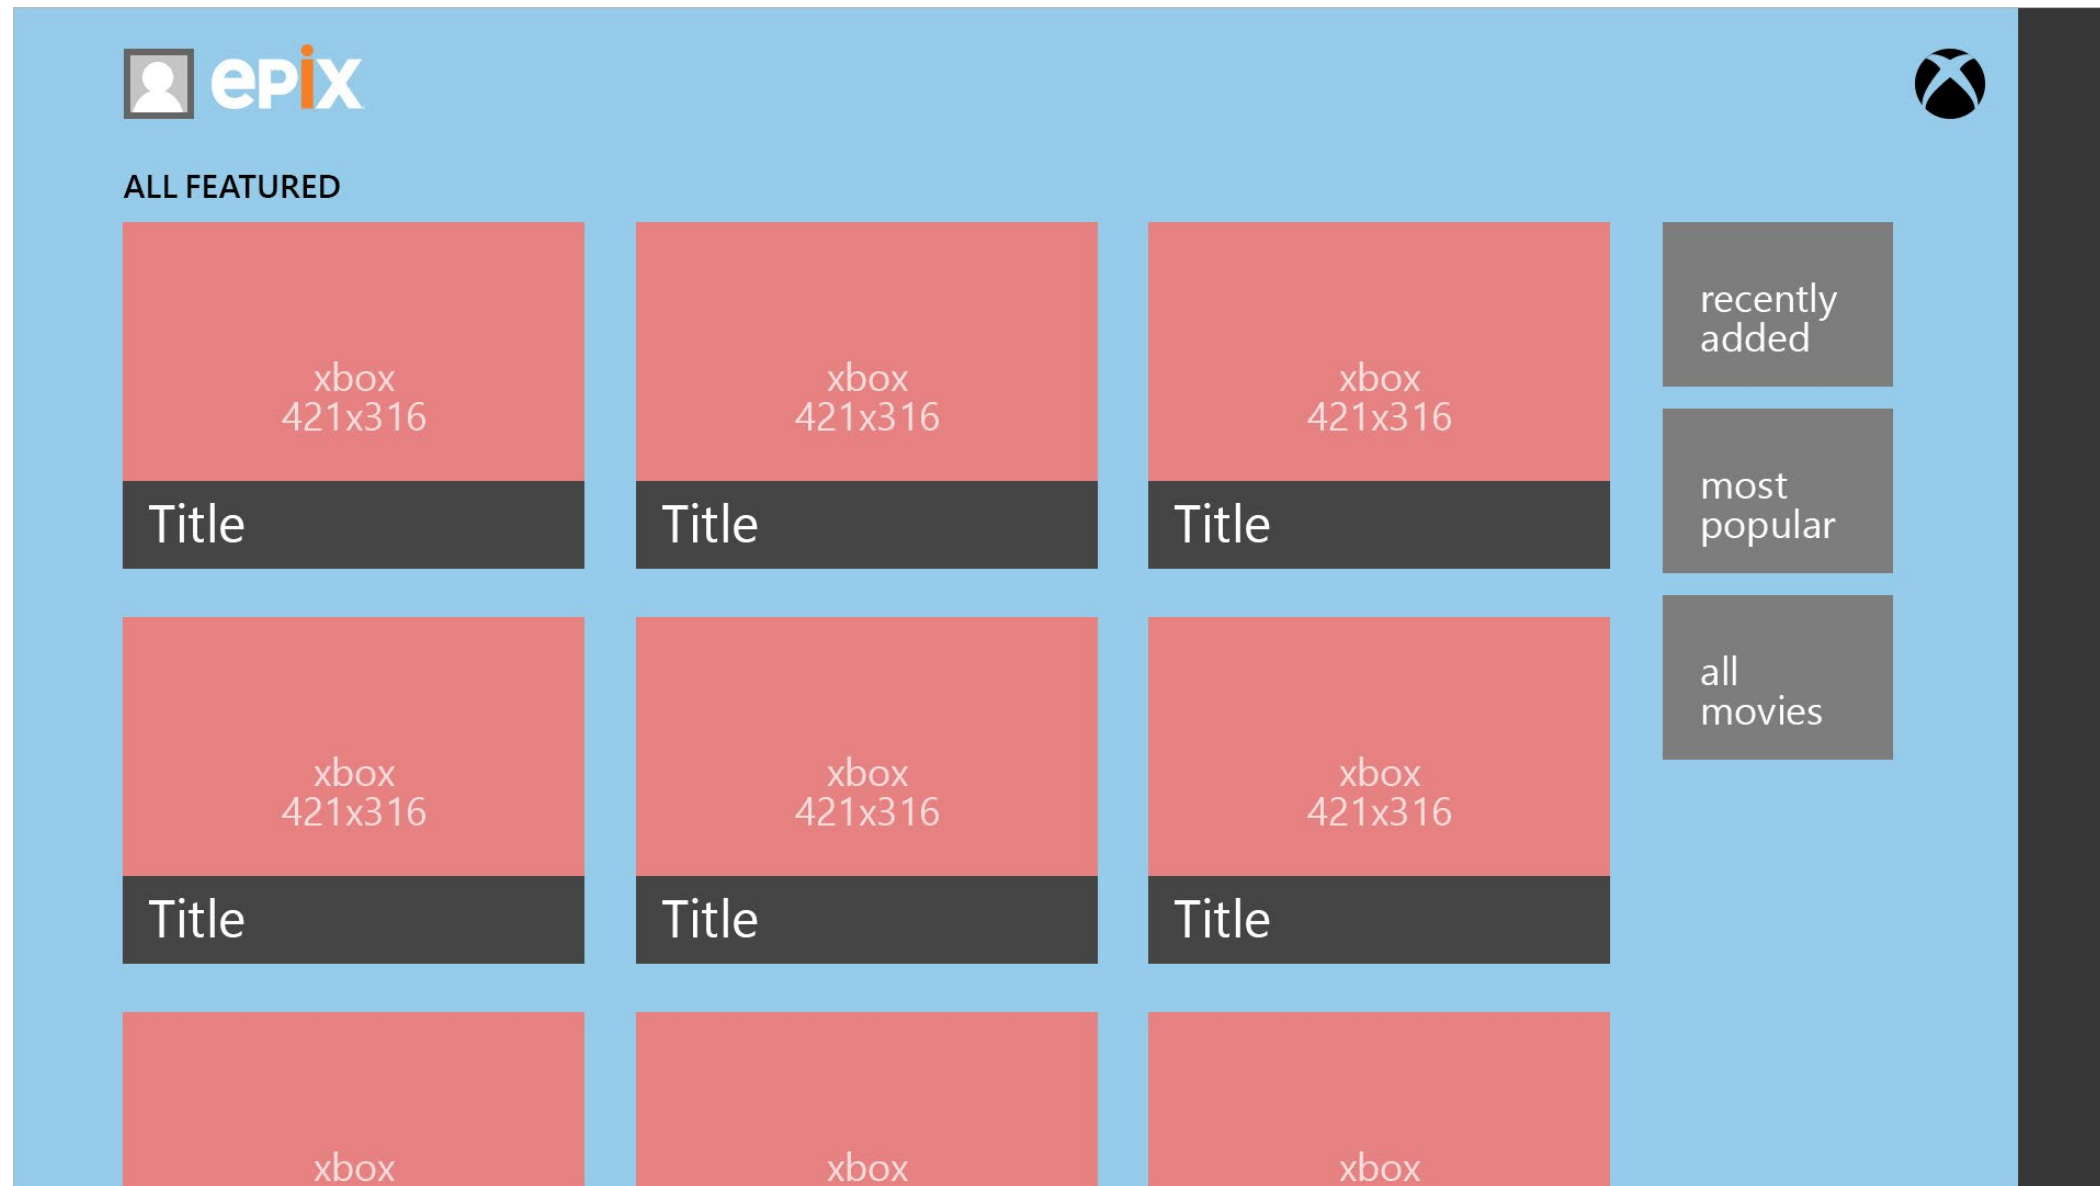 epix
ALL FEATURED
xbox
421x316
Title
xbox
421x316
Title
xbox
421x316
Title
recently
added
most
popular
all
movies
xbox
421x316
Title
xbox
421x316
Title
xbox
421x316
Title
xbox
xbox
xbox